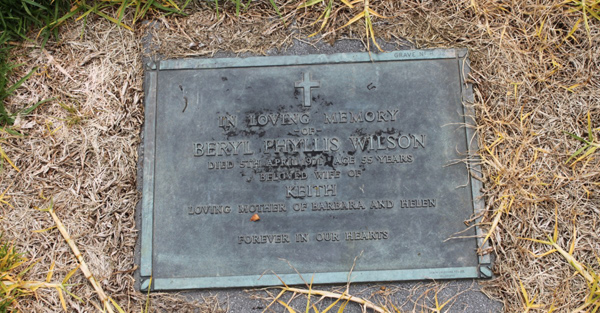 GRAVE N
IN LOVING MEMORY
OF
BERYL PHYLLIS WILSON
DIED 5TH APRIL AGE 55 YEARS
BELOVED WIFE OF
KEITH
LOVING MOTHER OF BARBARA AND HELEN
FOREVER IN OUR HEARTS